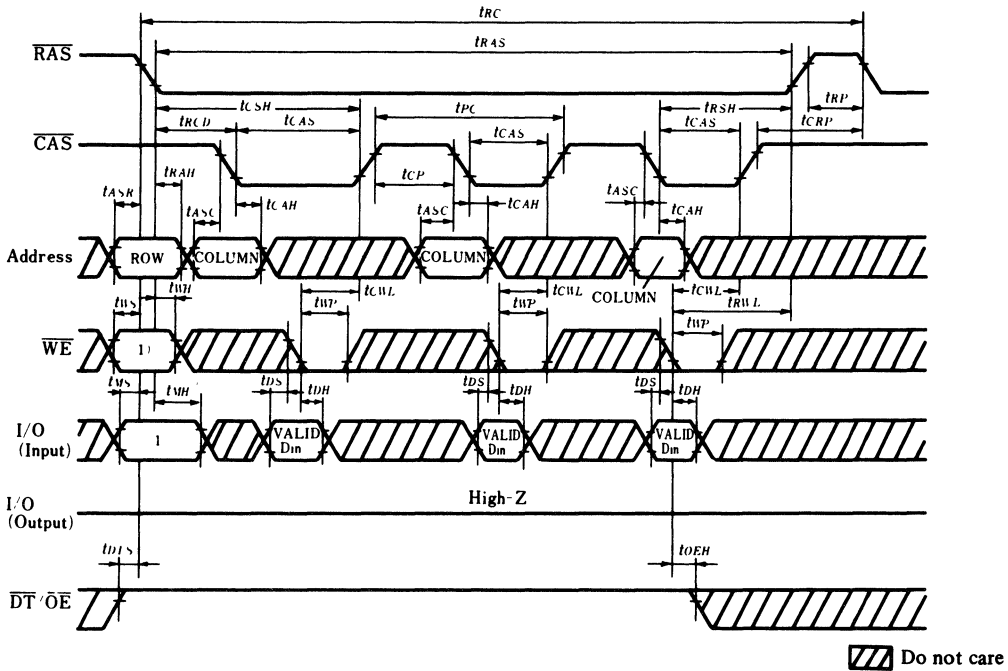 tRC
tRAS
RAS
tCSH
tPC
tRSH
tRP
tRCD
tCAS
tCAS
tCAS
tCRP
CAS
tASR
tRAH
tASC
tCAH
tCP
tASC
tCAH
tASC
tCAH
Address
ROW
COLUMN
COLUMN
COLUMN
tWS
tWH
tCWL
tWP
tCWL
tWP
tCWL
tRWL
tWP
WE
1)
tMS
tMH
tDS
tDH
tDS
tDH
tDS
tDH
I/O
(Input)
1
VALID
Din
VALID
Din
VALID
Din
I/O
(Output)
High-Z
tDTS
tOEH
DT/OE
Do not care